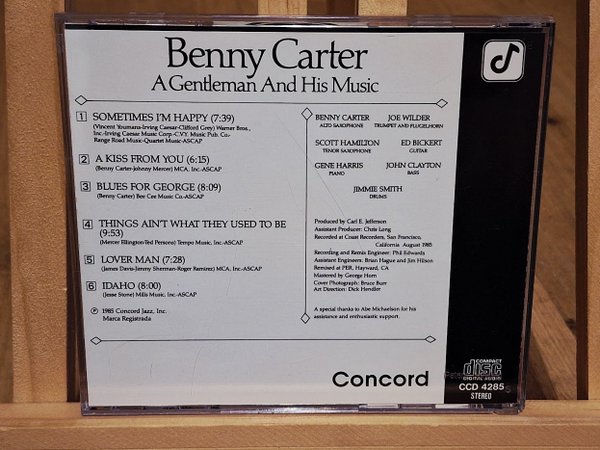 Benny Carter
A Gentleman And His Music
1 SOMETIMES I'M HAPPY (7:39)
(Vincent Youmans-Irving Caesar-Clifford Grey) Warner Bros.,
Inc.-Irving Caesar Music Corp.-C.V.Y. Music Pub. Co.-
Range Road Music-Quartet Music-ASCAP
2 A KISS FROM YOU (6:15)
(Benny Carter-Johnny Mercer) MCA, Inc.-ASCAP
3 BLUES FOR GEORGE (8:09)
(Benny Carter) Bee Cee Music Co.-ASCAP
4 THINGS AIN'T WHAT THEY USED TO BE
(9:53)
(Mercer Ellington-Ted Persons) Tempo Music, Inc.-ASCAP
5 LOVER MAN (7:28)
(James Davis-Jimmy Sherman-Roger Ramirez) MCA, Inc.-ASCAP
6 IDAHO (8:00)
(Jesse Stone) Mills Music, Inc.-ASCAP
℗ 1985 Concord Jazz, Inc.
Marca Registrada
BENNY CARTER JOE WILDER
ALTO SAXOPHONE TRUMPET AND FLUGELHORN
SCOTT HAMILTON ED BICKERT
TENOR SAXOPHONE GUITAR
GENE HARRIS JOHN CLAYTON
PIANO BASS
JIMMIE SMITH
DRUMS
Produced by Carl E. Jefferson
Assistant Producer: Chris Long
Recorded at Coast Recorders, San Francisco,
California August 1985
Recording and Remix Engineer: Phil Edwards
Assistant Engineers: Brian Hague and Jim Hilson
Remixed at PER, Hayward, CA
Mastered by George Horn
Cover Photograph: Bruce Burr
Art Direction: Dick Hendler
A special thanks to Abe Michaelson for his
assistance and enthusiastic support.
Concord
COMPACT
disc
DIGITAL AUDIO
CCD 4285
STEREO